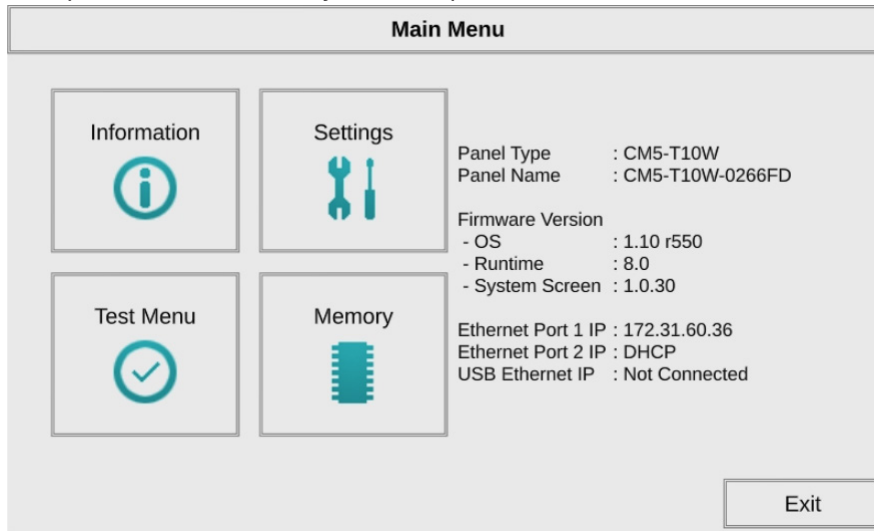 Main Menu
Information
Settings
Test Menu
Memory
Panel Type : CM5-T10W
Panel Name : CM5-T10W-0266FD
Firmware Version
- OS : 1.10 r550
- Runtime : 8.0
- System Screen : 1.0.30
Ethernet Port 1 IP : 172.31.60.36
Ethernet Port 2 IP : DHCP
USB Ethernet IP : Not Connected
Exit